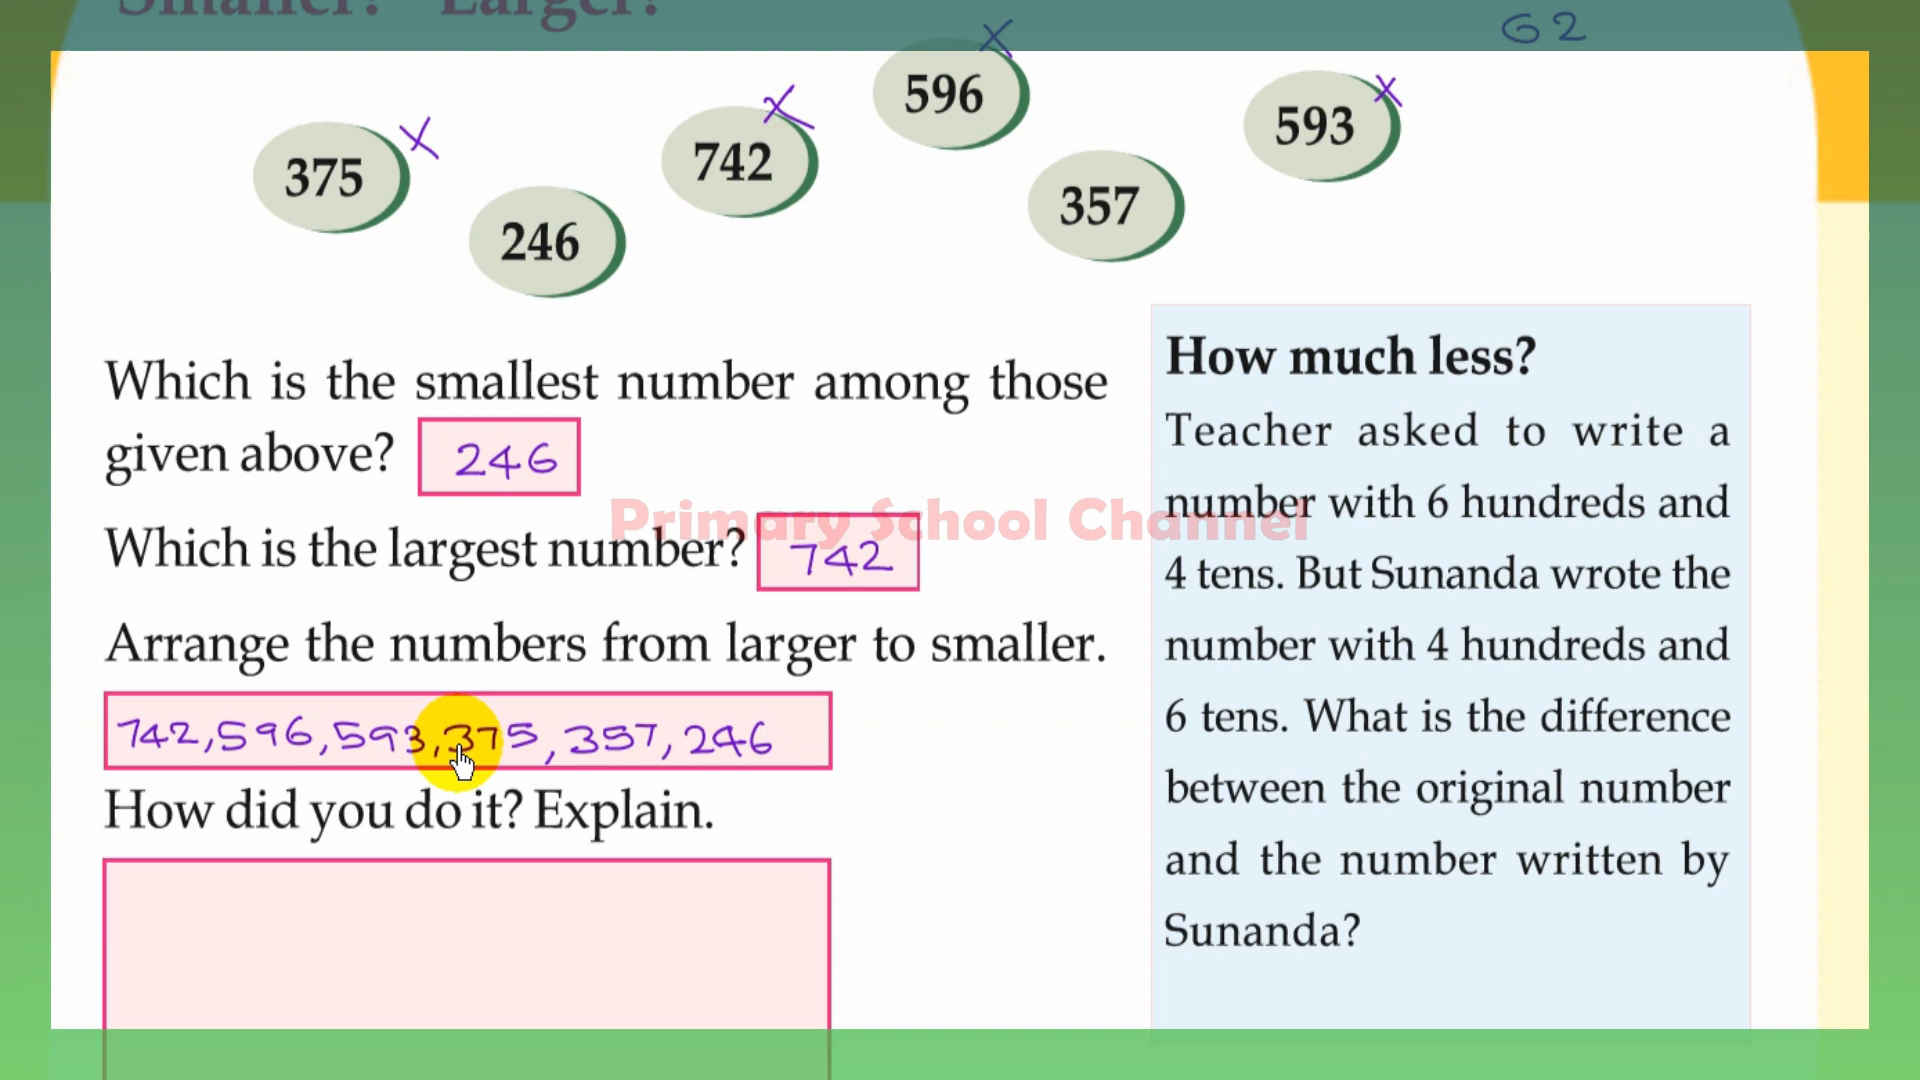 Smaller? Larger?
62
596
593
375
742
357
246
Which is the smallest number among those
given above? 246
Which is the largest number? 742
Arrange the numbers from larger to smaller.
742,596,593,375,357,246
How did you do it? Explain.
How much less?
Teacher asked to write a
number with 6 hundreds and
4 tens. But Sunanda wrote the
number with 4 hundreds and
6 tens. What is the difference
between the original number
and the number written by
Sunanda?
Primary School Channel